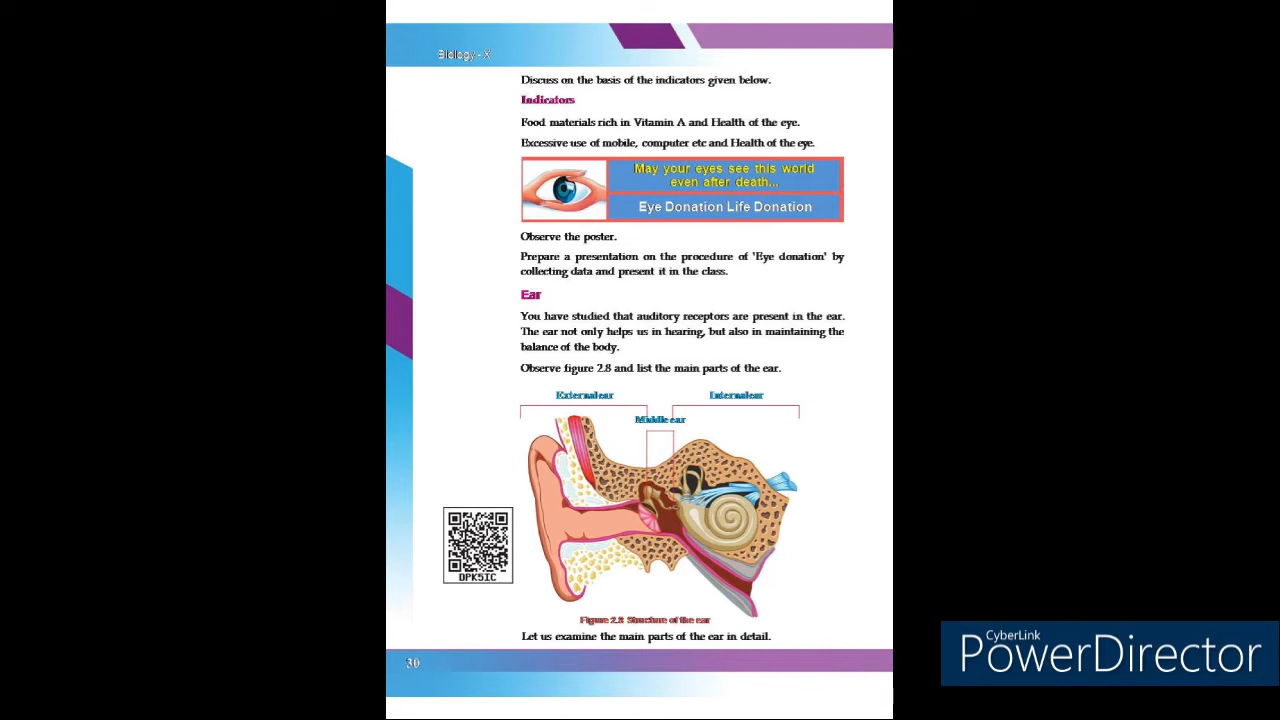 Biology - X
Discuss on the basis of the indicators given below.
Indicators
Food materials rich in Vitamin A and Health of the eye.
Excessive use of mobile, computer etc and Health of the eye.
May your eyes see this world
even after death...
Eye Donation Life Donation
Observe the poster.
Prepare a presentation on the procedure of 'Eye donation' by
collecting data and present it in the class.
Ear
You have studied that auditory receptors are present in the ear.
The ear not only helps us in hearing, but also in maintaining the
balance of the body.
Observe figure 2.8 and list the main parts of the ear.
External ear
Internal ear
Middle ear
DPK5IC
Figure 2.8 Structure of the ear
Let us examine the main parts of the ear in detail.
30
CyberLink
PowerDirector